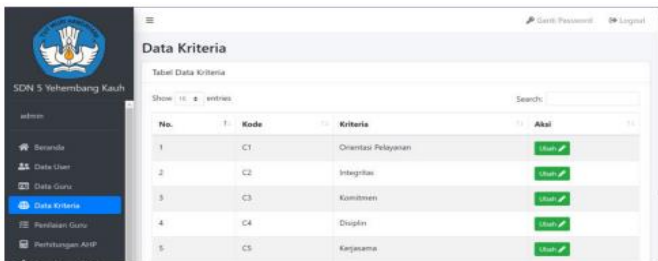 Ganti Password Logout
Data Kriteria
Tabel Data Kriteria
SDN 5 Yehembang Kauh
Show 10 entries Search:
admin
No. Kode Kriteria Aksi
Beranda
1 C1 Orientasi Pelayanan Ubah
Data User
2 C2 Integritas Ubah
Data Guru
Data Kriteria
3 C3 Komitmen Ubah
Penilaian Guru
4 C4 Disiplin Ubah
Perhitungan AHP
5 C5 Kerjasama Ubah